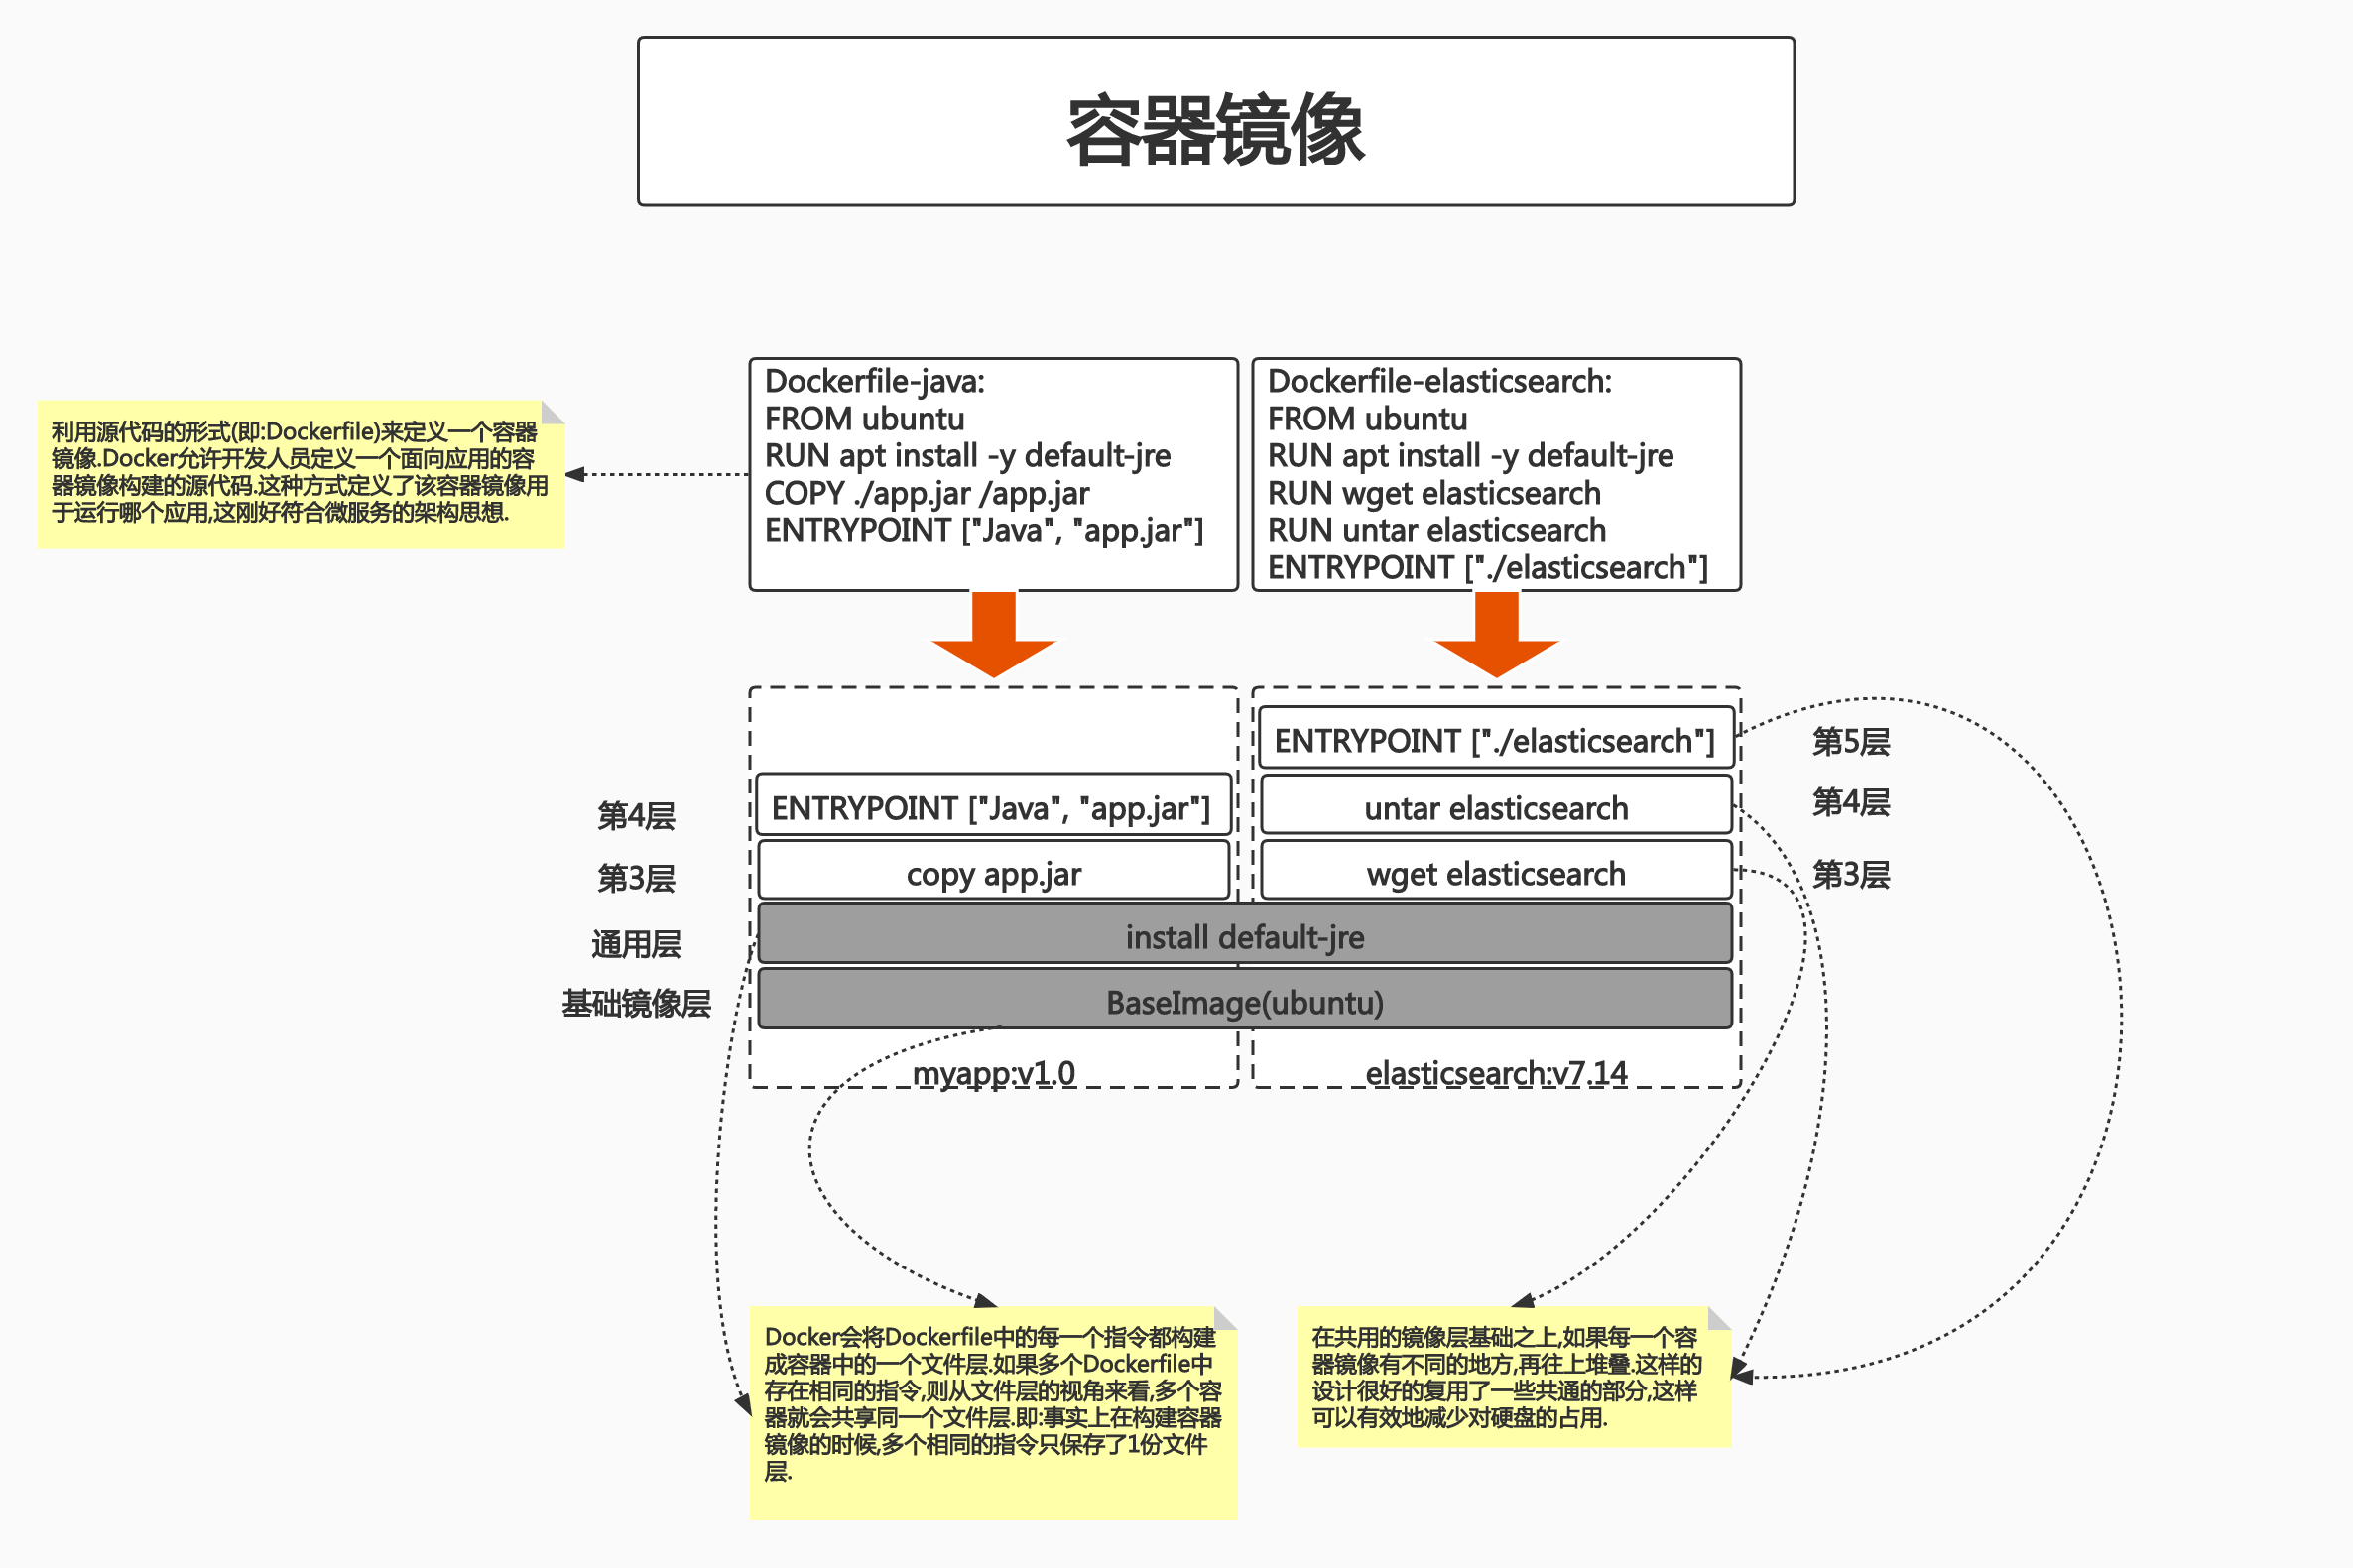 容器镜像
利用源代码的形式(即:Dockerfile)来定义一个容器
镜像.Docker允许开发人员定义一个面向应用的容
器镜像构建的源代码.这种方式定义了该容器镜像用
于运行哪个应用,这刚好符合微服务的架构思想.
Dockerfile-java:
FROM ubuntu
RUN apt install -y default-jre
COPY ./app.jar /app.jar
ENTRYPOINT ["Java", "app.jar"]
Dockerfile-elasticsearch:
FROM ubuntu
RUN apt install -y default-jre
RUN wget elasticsearch
RUN untar elasticsearch
ENTRYPOINT ["./elasticsearch"]
ENTRYPOINT ["./elasticsearch"]
第5层
第4层
ENTRYPOINT ["Java", "app.jar"]
untar elasticsearch
第4层
第3层
copy app.jar
wget elasticsearch
第3层
通用层
install default-jre
基础镜像层
BaseImage(ubuntu)
myapp:v1.0
elasticsearch:v7.14
Docker会将Dockerfile中的每一个指令都构建
成容器中的一个文件层.如果多个Dockerfile中
存在相同的指令,则从文件层的视角来看,多个容
器就会共享同一个文件层.即:事实上在构建容器
镜像的时候,多个相同的指令只保存了1份文件
层.
在共用的镜像层基础之上,如果每一个容
器镜像有不同的地方,再往上堆叠.这样的
设计很好的复用了一些共通的部分,这样
可以有效地减少对硬盘的占用.